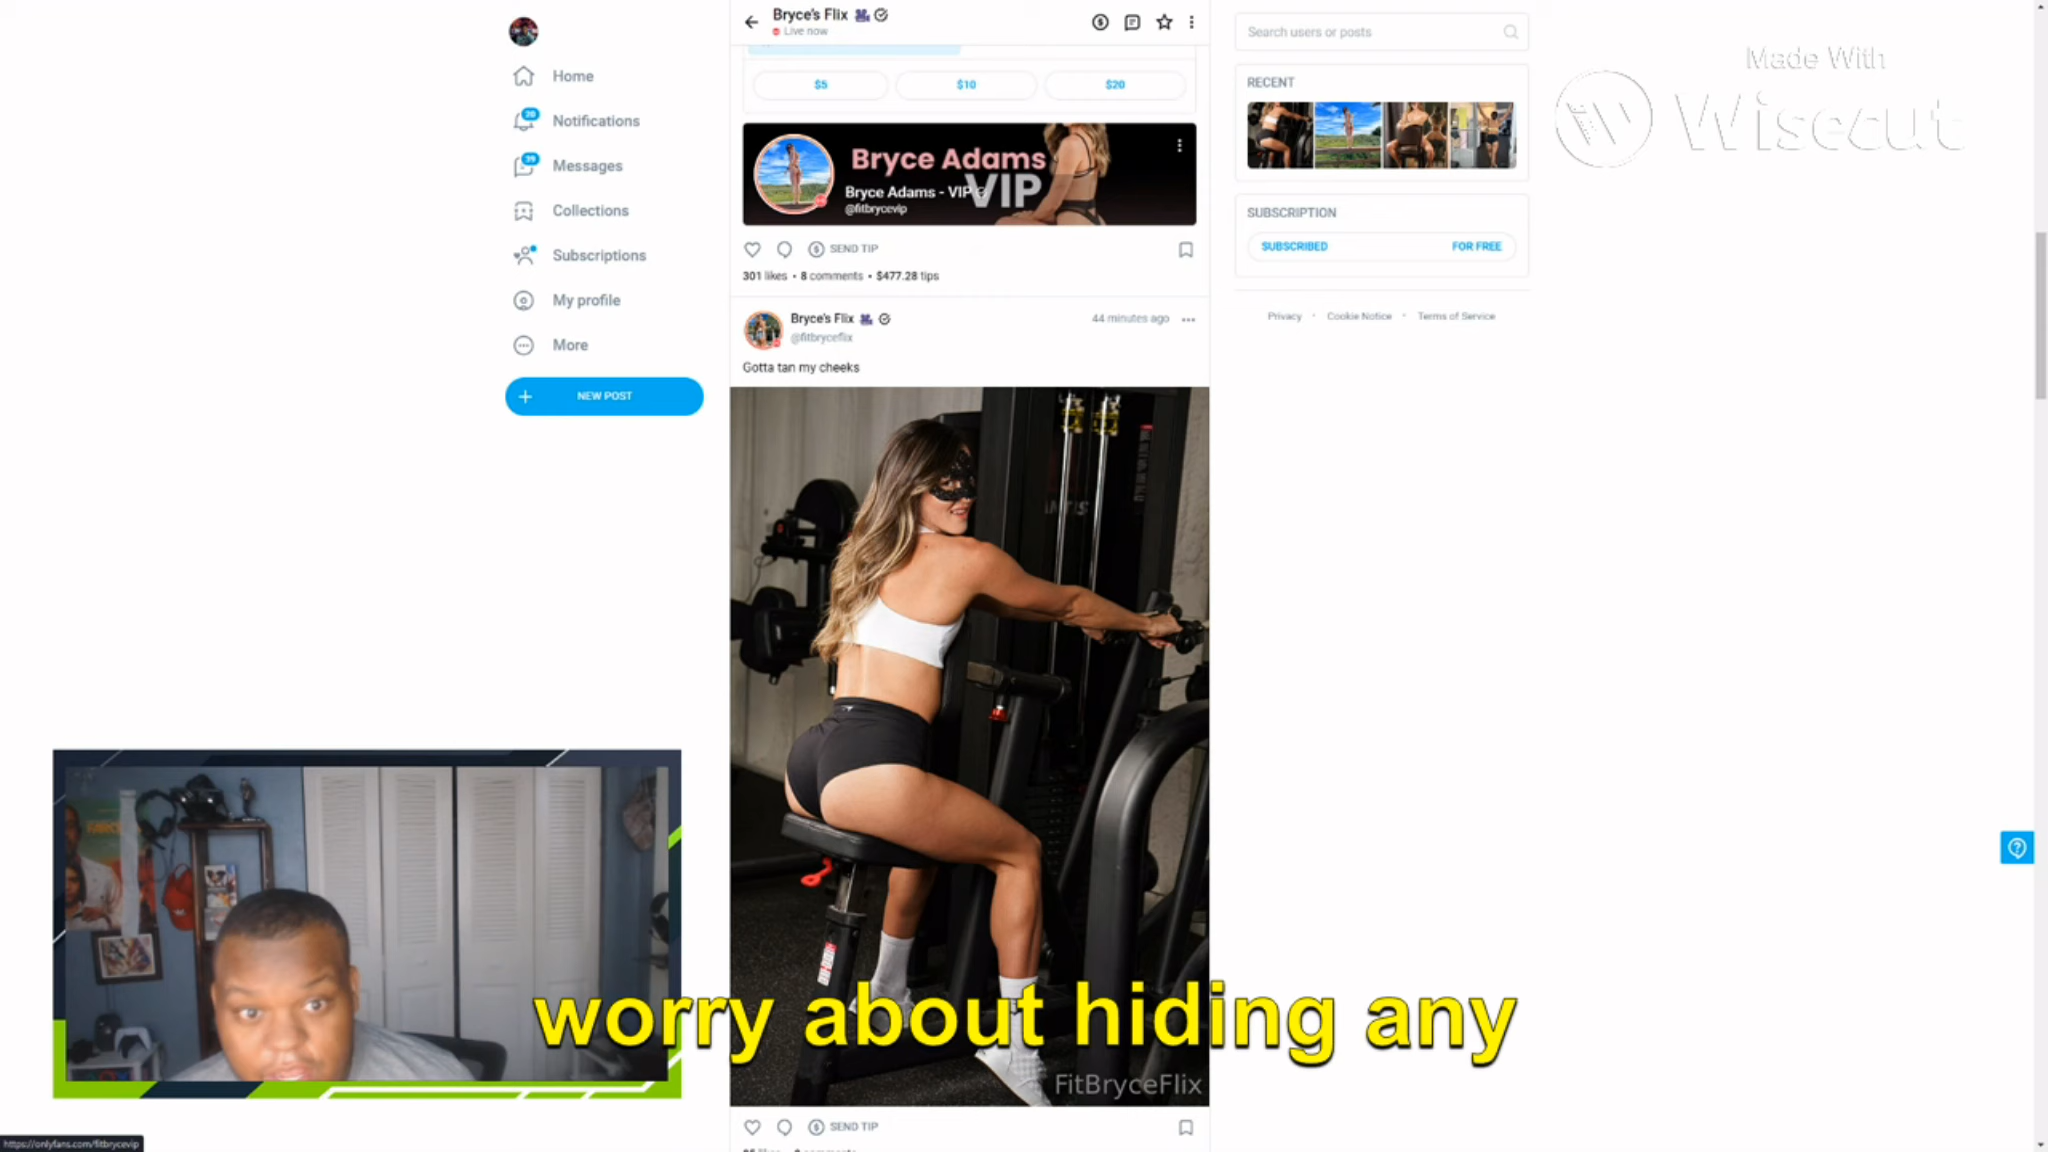 Bryce's Flix
Live now
$5
$10
$20
Bryce Adams
VIP
Bryce Adams - VIP
@fitbrycevip
SEND TIP
301 likes • 8 comments • $477.28 tips
Bryce's Flix
@fitbryceflix
44 minutes ago
Gotta tan my cheeks
FitBryceFlix
SEND TIP
Home
20
Notifications
39
Messages
Collections
Subscriptions
My profile
More
NEW POST
Search users or posts
RECENT
SUBSCRIPTION
SUBSCRIBED
FOR FREE
Privacy • Cookie Notice • Terms of Service
Made With
Wisecut
worry about hiding any
https://onlyfans.com/fitbrycevip